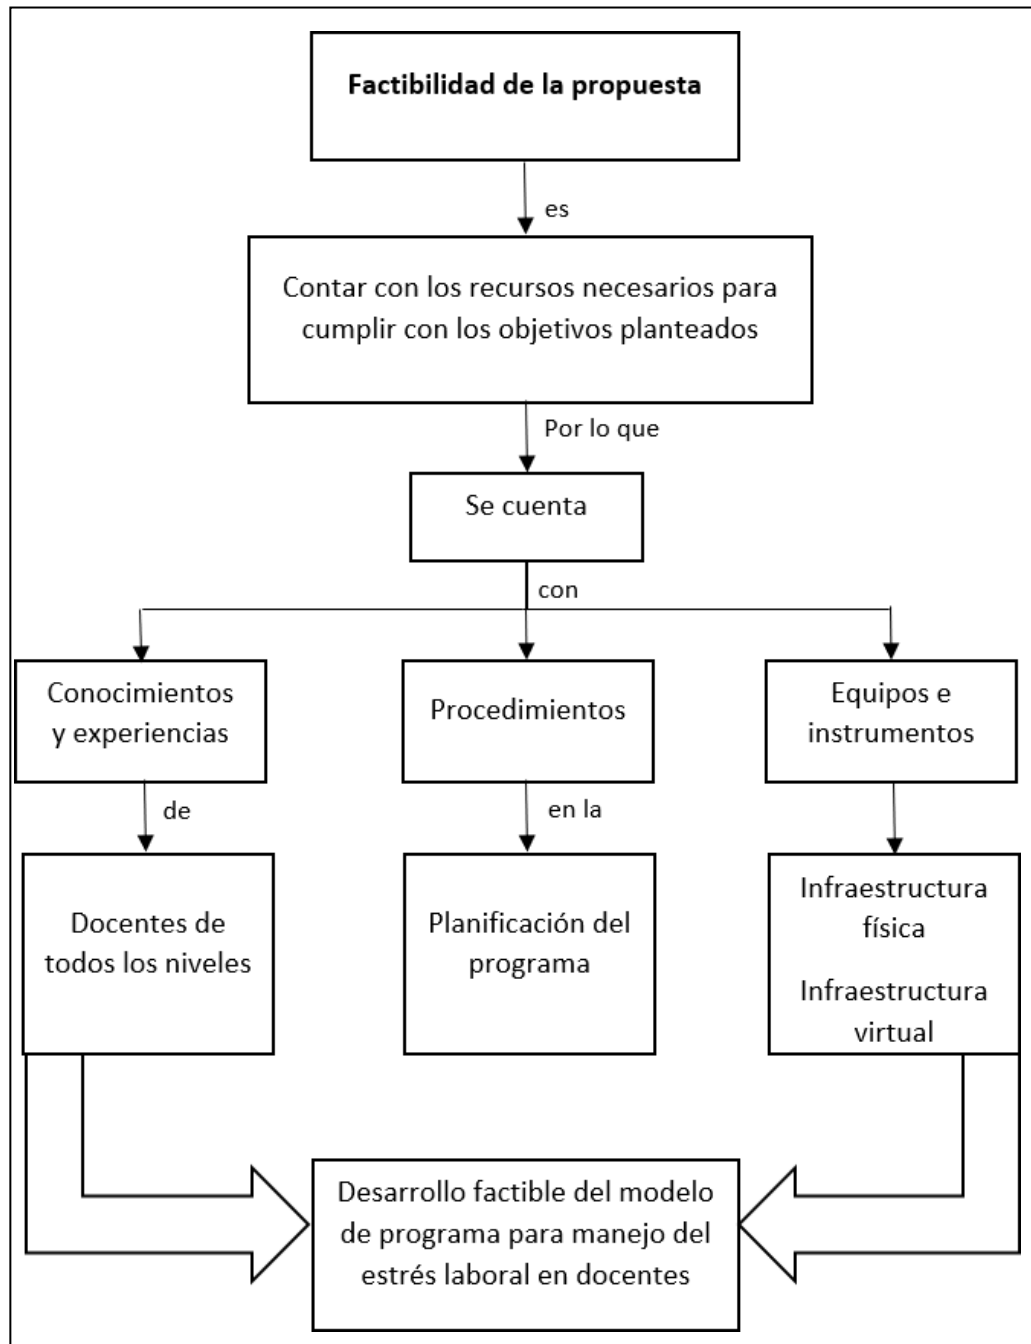 Factibilidad de la propuesta
es
Contar con los recursos necesarios para
cumplir con los objetivos planteados
Por lo que
Se cuenta
con
Conocimientos
y experiencias
Procedimientos
Equipos e
instrumentos
de
en la
Docentes de
todos los niveles
Planificación del
programa
Infraestructura
física
Infraestructura
virtual
Desarrollo factible del modelo
de programa para manejo del
estrés laboral en docentes